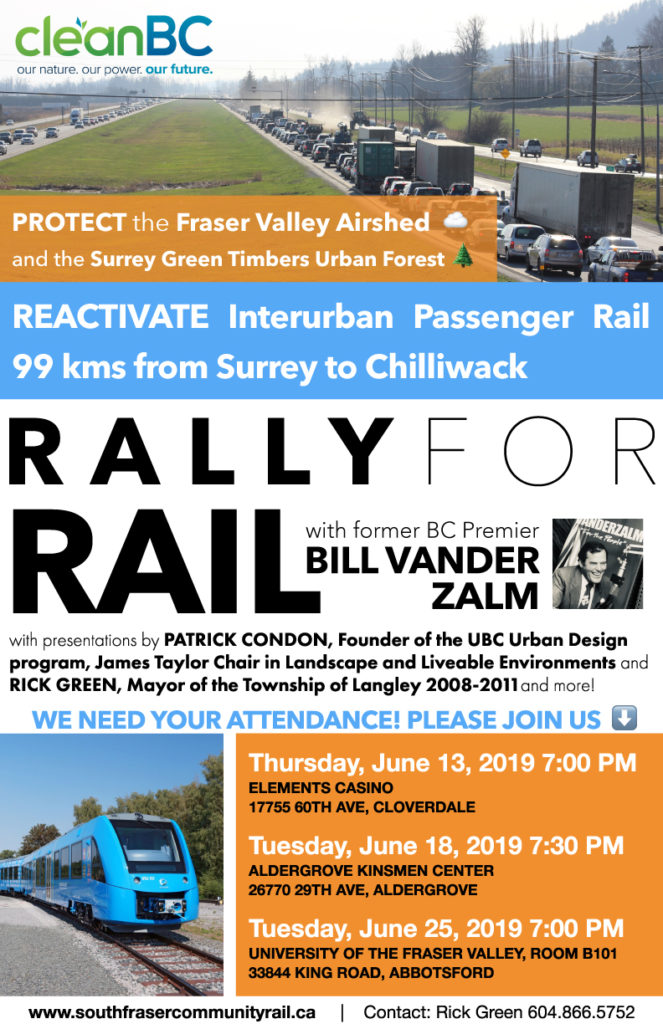 cleanBC
our nature. our power. our future.
PROTECT the Fraser Valley Airshed
and the Surrey Green Timbers Urban Forest
REACTIVATE Interurban Passenger Rail
99 kms from Surrey to Chilliwack
RALLY FOR
RAIL
with former BC Premier
BILL VANDER
ZALM
ANDERZALM
with presentations by PATRICK CONDON, Founder of the UBC Urban Design
program, James Taylor Chair in Landscape and Liveable Environments and
RICK GREEN, Mayor of the Township of Langley 2008-2011 and more!
WE NEED YOUR ATTENDANCE! PLEASE JOIN US
Thursday, June 13, 2019 7:00 PM
ELEMENTS CASINO
17755 60TH AVE, CLOVERDALE
Tuesday, June 18, 2019 7:30 PM
ALDERGROVE KINSMEN CENTER
26770 29TH AVE, ALDERGROVE
Tuesday, June 25, 2019 7:00 PM
UNIVERSITY OF THE FRASER VALLEY, ROOM B101
33844 KING ROAD, ABBOTSFORD
www.southfrasercommunityrail.ca | Contact: Rick Green 604.866.5752